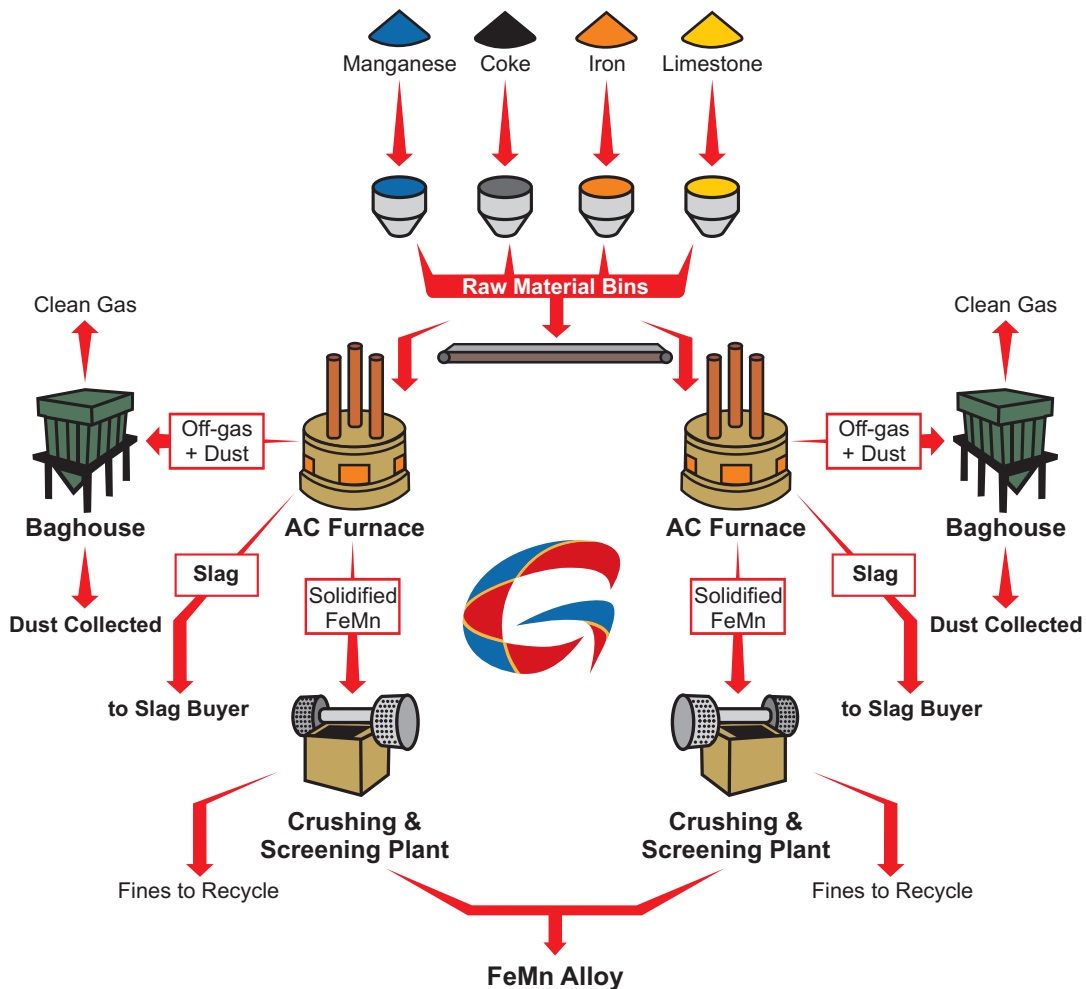 Manganese Coke Iron Limestone
Raw Material Bins
Clean Gas
Clean Gas
Off-gas
+ Dust
Off-gas
+ Dust
Baghouse
AC Furnace
AC Furnace
Baghouse
Slag
Solidified
FeMn
Solidified
FeMn
Slag
Dust Collected
Dust Collected
to Slag Buyer
to Slag Buyer
Crushing &
Screening Plant
Crushing &
Screening Plant
Fines to Recycle
Fines to Recycle
FeMn Alloy